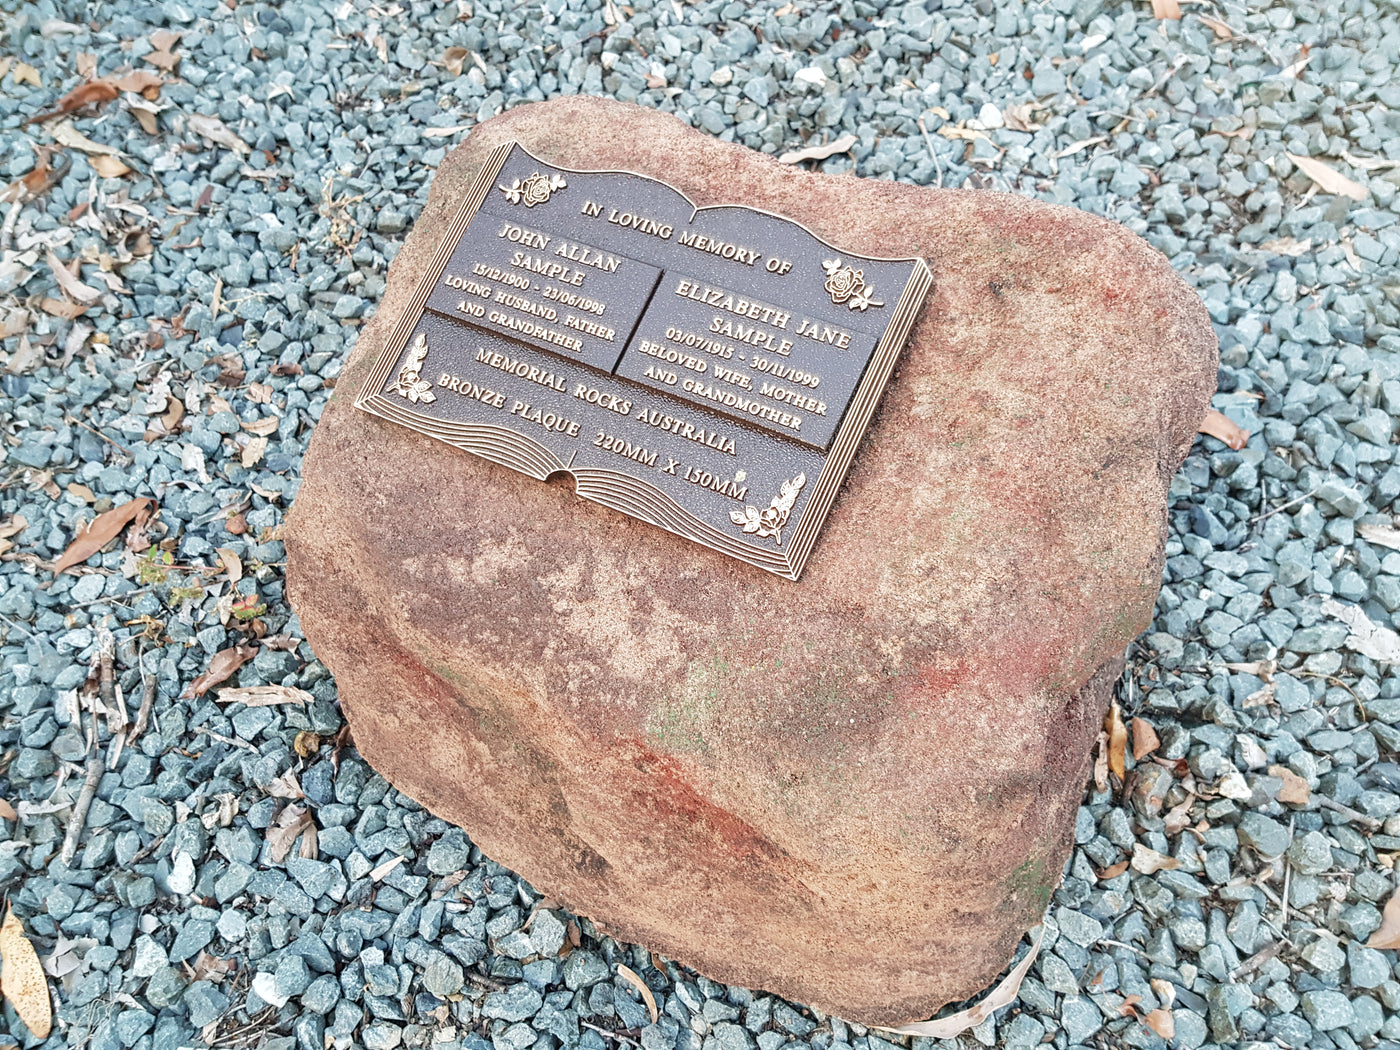 IN LOVING MEMORY OF
JOHN ALLAN
SAMPLE
15/12/1900 - 23/06/1998
LOVING HUSBAND, FATHER
AND GRANDFATHER
ELIZABETH JANE
SAMPLE
03/07/1915 - 30/11/1999
BELOVED WIFE, MOTHER
AND GRANDMOTHER
MEMORIAL ROCKS AUSTRALIA
BRONZE PLAQUE 220MM X 150MM